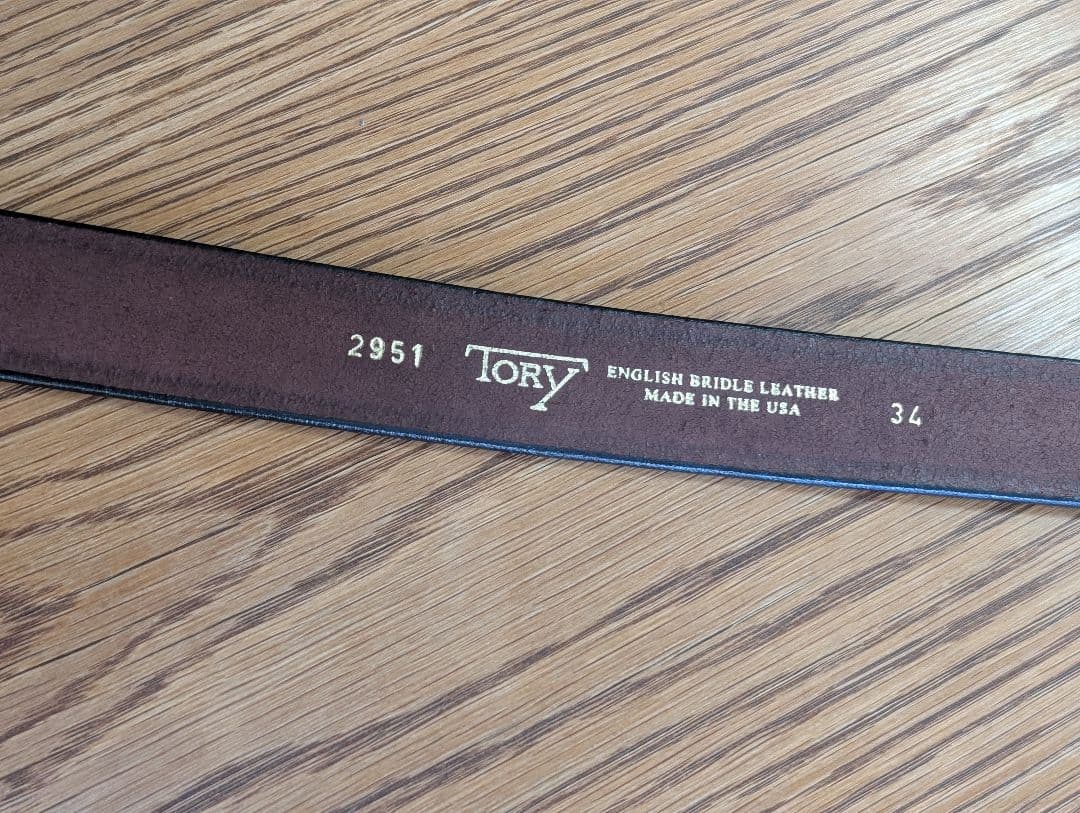 2951
TORY
ENGLISH BRIDLE LEATHER
MADE IN THE USA
34